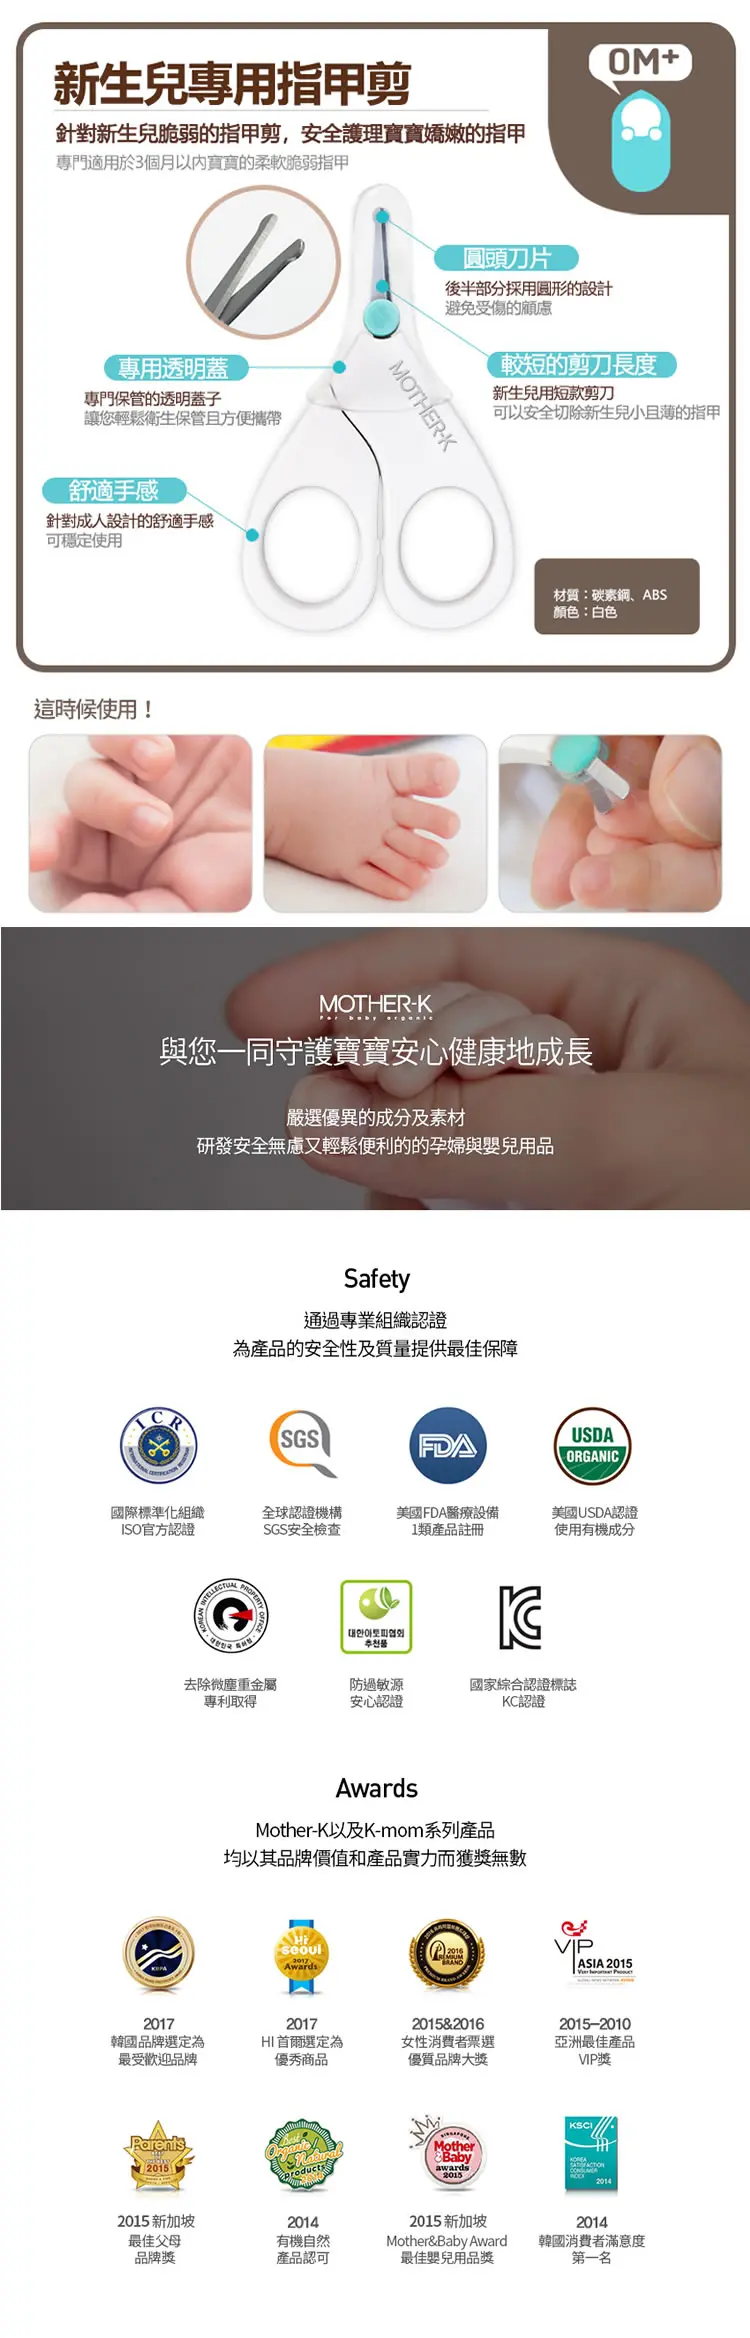 新生兒專用指甲剪
0M+
針對新生兒脆弱的指甲剪，安全護理寶寶嬌嫩的指甲
專門適用於3個月以內寶寶的柔軟脆弱指甲
圓頭刀片
後半部分採用圓形的設計
避免受傷的顧慮
專用透明蓋
專門保管的透明蓋子
讓您輕鬆衛生保管且方便攜帶
較短的剪刀長度
新生兒用短款剪刀
可以安全切除新生兒小且薄的指甲
MOTHER-K
舒適手感
針對成人設計的舒適手感
可穩定使用
材質：碳素鋼、ABS
顏色：白色
這時候使用！
MOTHER-K
For baby organic
與您一同守護寶寶安心健康地成長
嚴選優異的成分及素材
研發安全無慮又輕鬆便利的的孕婦與嬰兒用品
Safety
通過專業組織認證
為產品的安全性及質量提供最佳保障
ICR
SGS
FDA
USDA
ORGANIC
國際標準化組織
ISO官方認證
全球認證機構
SGS安全檢查
美國FDA醫療設備
1類產品註冊
美國USDA認證
使用有機成分
KOREAN INTELLECTUAL PROPERTY OFFICE
대한민국 특허청
대한아토피협회
추천품
去除微塵重金屬
專利取得
防過敏源
安心認證
國家綜合認證標誌
KC認證
Awards
Mother-K以及K-mom系列產品
均以其品牌價值和產品實力而獲獎無數
KBPA
Hi
Seoul
2017
Awards
2016
PREMIUM
BRAND
VIP
ASIA 2015
VERY IMPORTANT PRODUCT
2017
韓國品牌選定為
最受歡迎品牌
2017
HI 首爾選定為
優秀商品
2015&2016
女性消費者票選
優質品牌大獎
2015—2010
亞洲最佳產品
VIP獎
Parents
2015
Best
Organic
Natural
Product
SINGAPORE
Mother
&Baby
awards
2015
KSCI
KOREA
SATISFACTION
CONSUMER
INDEX
2014
2015 新加坡
最佳父母
品牌獎
2014
有機自然
產品認可
2015 新加坡
Mother&Baby Award
最佳嬰兒用品獎
2014
韓國消費者滿意度
第一名